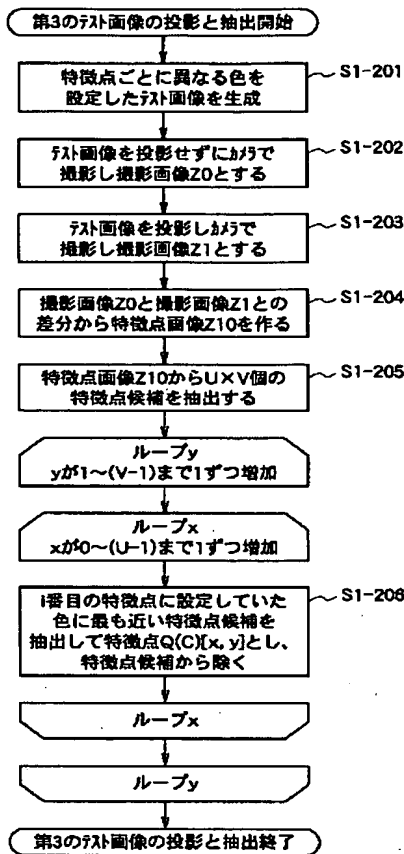 第3のテスト画像の投影と抽出開始
特徴点ごとに異なる色を
設定したテスト画像を生成
S1-201
テスト画像を投影せずにカメラで
撮影し撮影画像Z0とする
S1-202
テスト画像を投影しカメラで
撮影し撮影画像Z1とする
S1-203
撮影画像Z0と撮影画像Z1との
差分から特徴点画像Z10を作る
S1-204
特徴点画像Z10からU×V個の
特徴点候補を抽出する
S1-205
ループy
yが1~(V-1)まで1ずつ増加
ループx
xが0~(U-1)まで1ずつ増加
i番目の特徴点に設定していた
色に最も近い特徴点候補を
抽出して特徴点Q(C)[x, y]とし、
特徴点候補から除く
S1-206
ループx
ループy
第3のテスト画像の投影と抽出終了